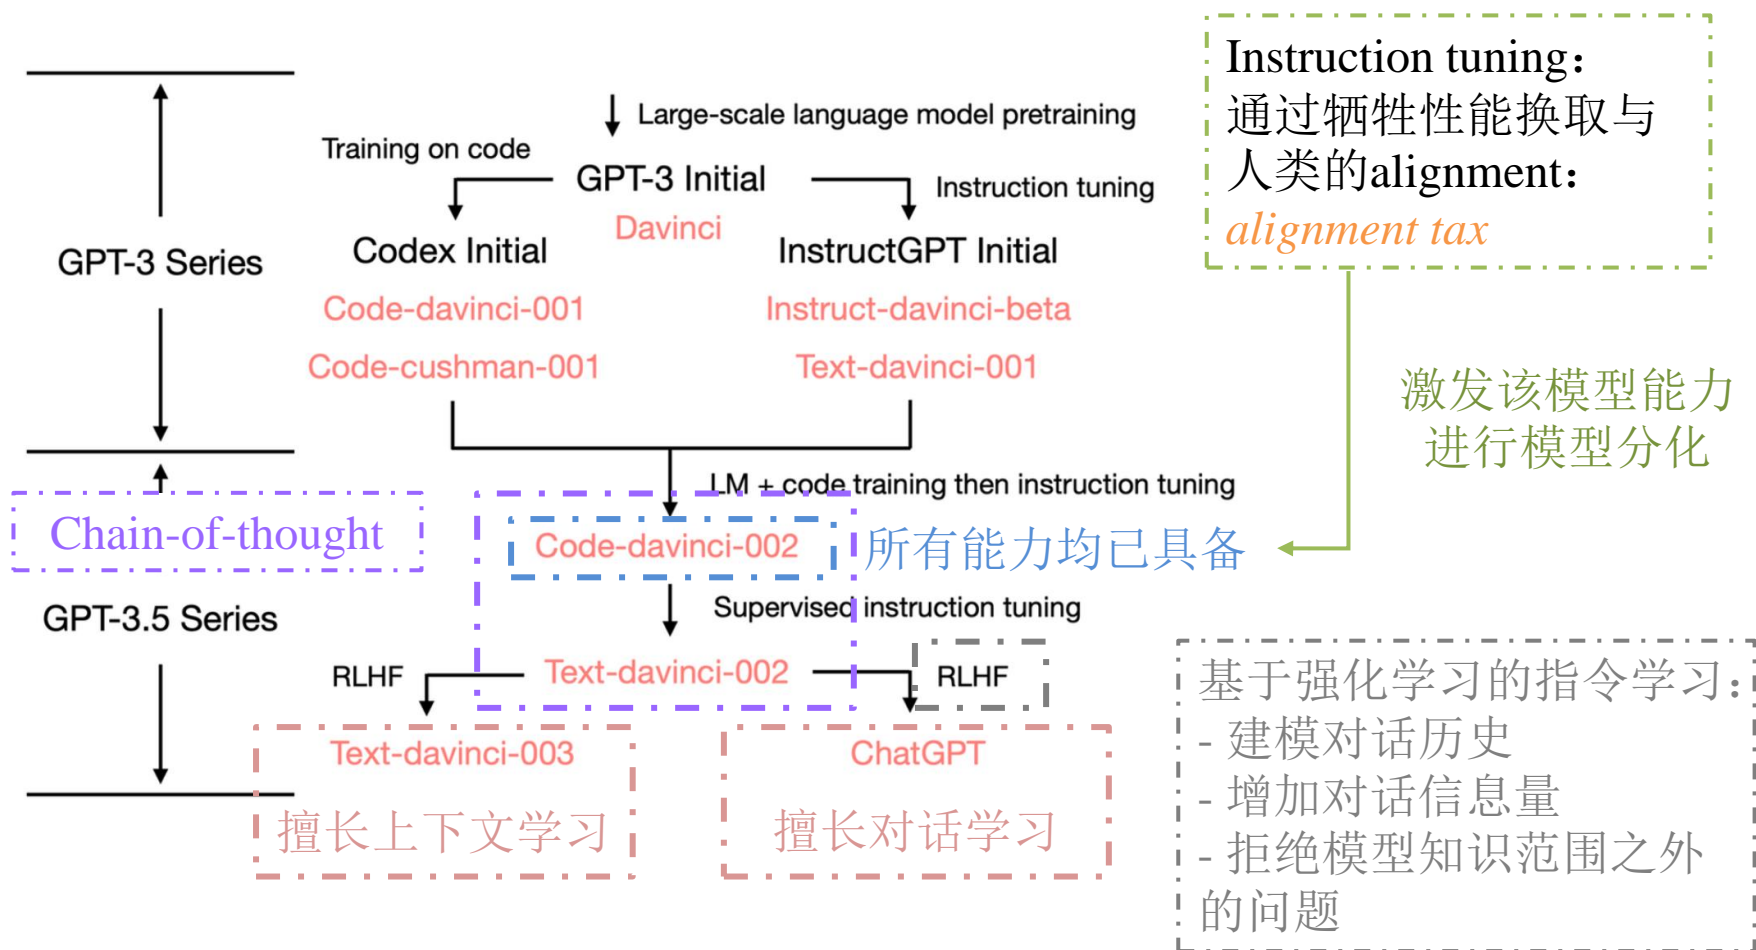 Instruction tuning：
通过牺牲性能换取与
人类的alignment：
alignment tax
Large-scale language model pretraining
Training on code
GPT-3 Initial
Instruction tuning
Davinci
GPT-3 Series
Codex Initial
InstructGPT Initial
Code-davinci-001
Instruct-davinci-beta
Code-cushman-001
Text-davinci-001
激发该模型能力
进行模型分化
LM + code training then instruction tuning
Chain-of-thought
Code-davinci-002
所有能力均已具备
GPT-3.5 Series
Supervised instruction tuning
RLHF
Text-davinci-002
RLHF
Text-davinci-003
擅长上下文学习
ChatGPT
擅长对话学习
基于强化学习的指令学习：
- 建模对话历史
- 增加对话信息量
- 拒绝模型知识范围之外
的问题